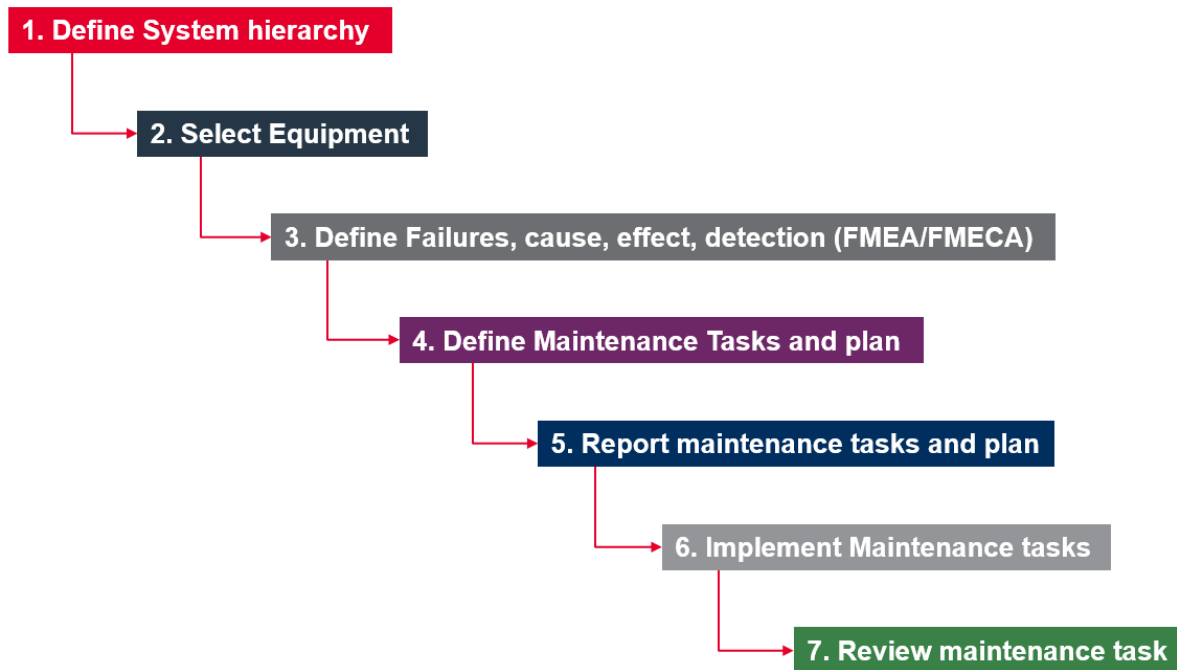 1. Define System hierarchy
2. Select Equipment
3. Define Failures, cause, effect, detection (FMEA/FMECA)
4. Define Maintenance Tasks and plan
5. Report maintenance tasks and plan
6. Implement Maintenance tasks
7. Review maintenance task